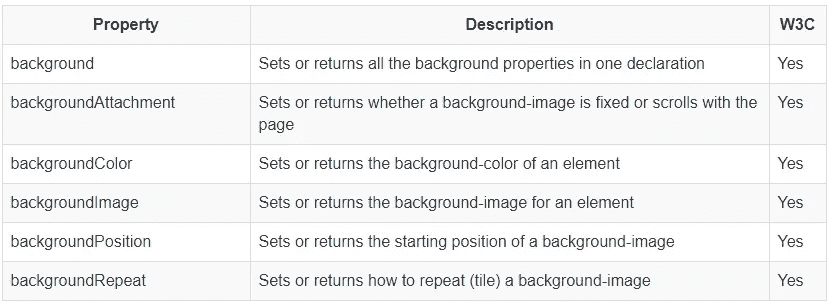 Property Description W3C
background Sets or returns all the background properties in one declaration Yes
backgroundAttachment Sets or returns whether a background-image is fixed or scrolls with the Yes
page
backgroundColor Sets or returns the background-color of an element Yes
backgroundImage Sets or returns the background-image for an element Yes
backgroundPosition Sets or returns the starting position of a background-image Yes
backgroundRepeat Sets or returns how to repeat (tile) a background-image Yes